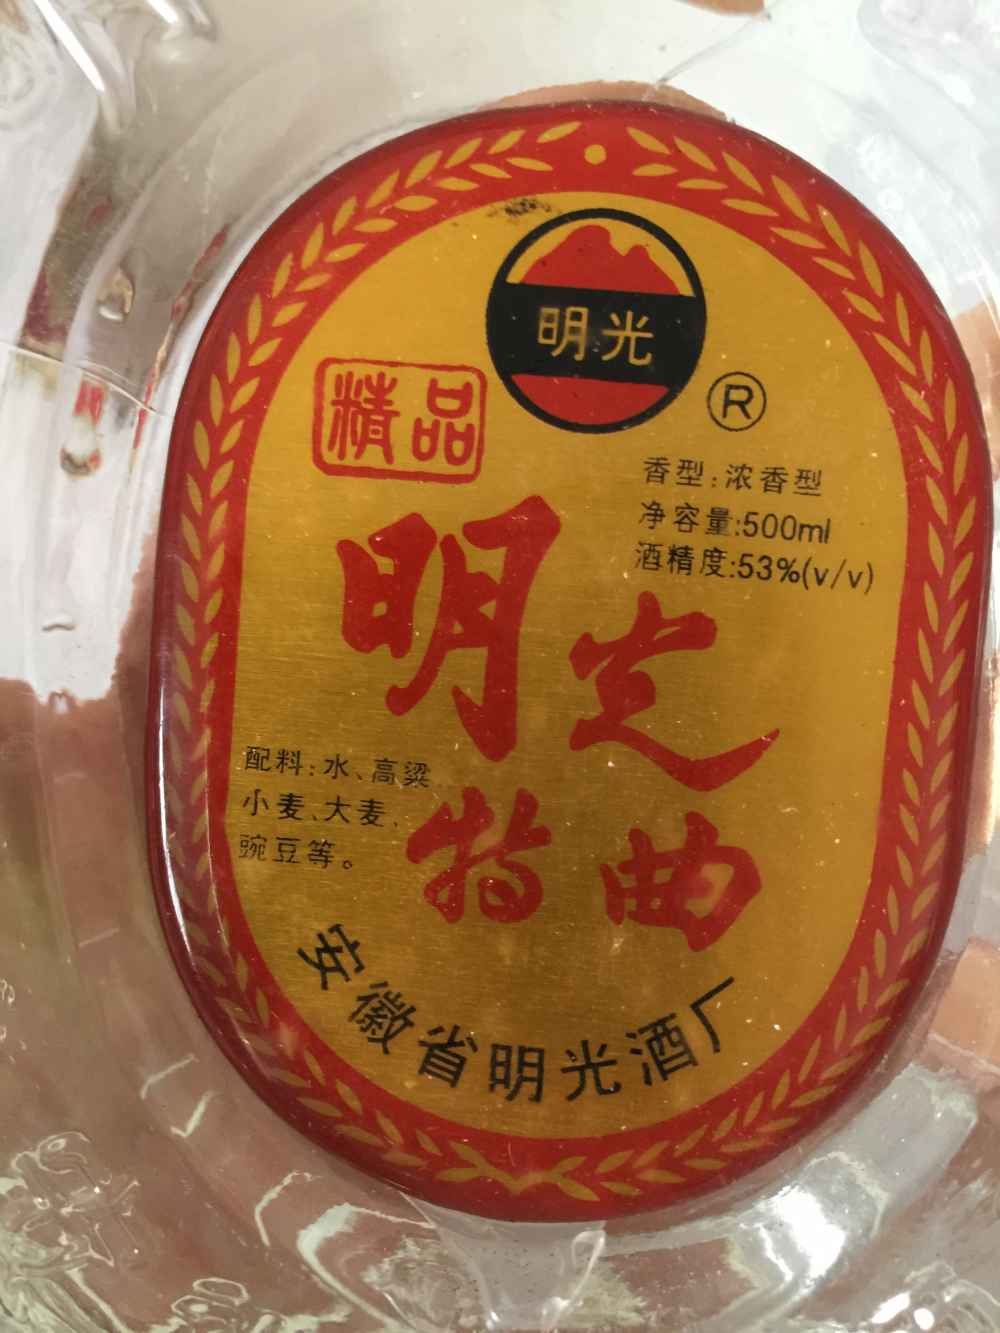 明光
®
精品
香型:浓香型
净容量:500ml
酒精度:53%(v/v)
明光
特曲
配料:水、高粱
小麦、大麦、
豌豆等。
安徽省明光酒厂